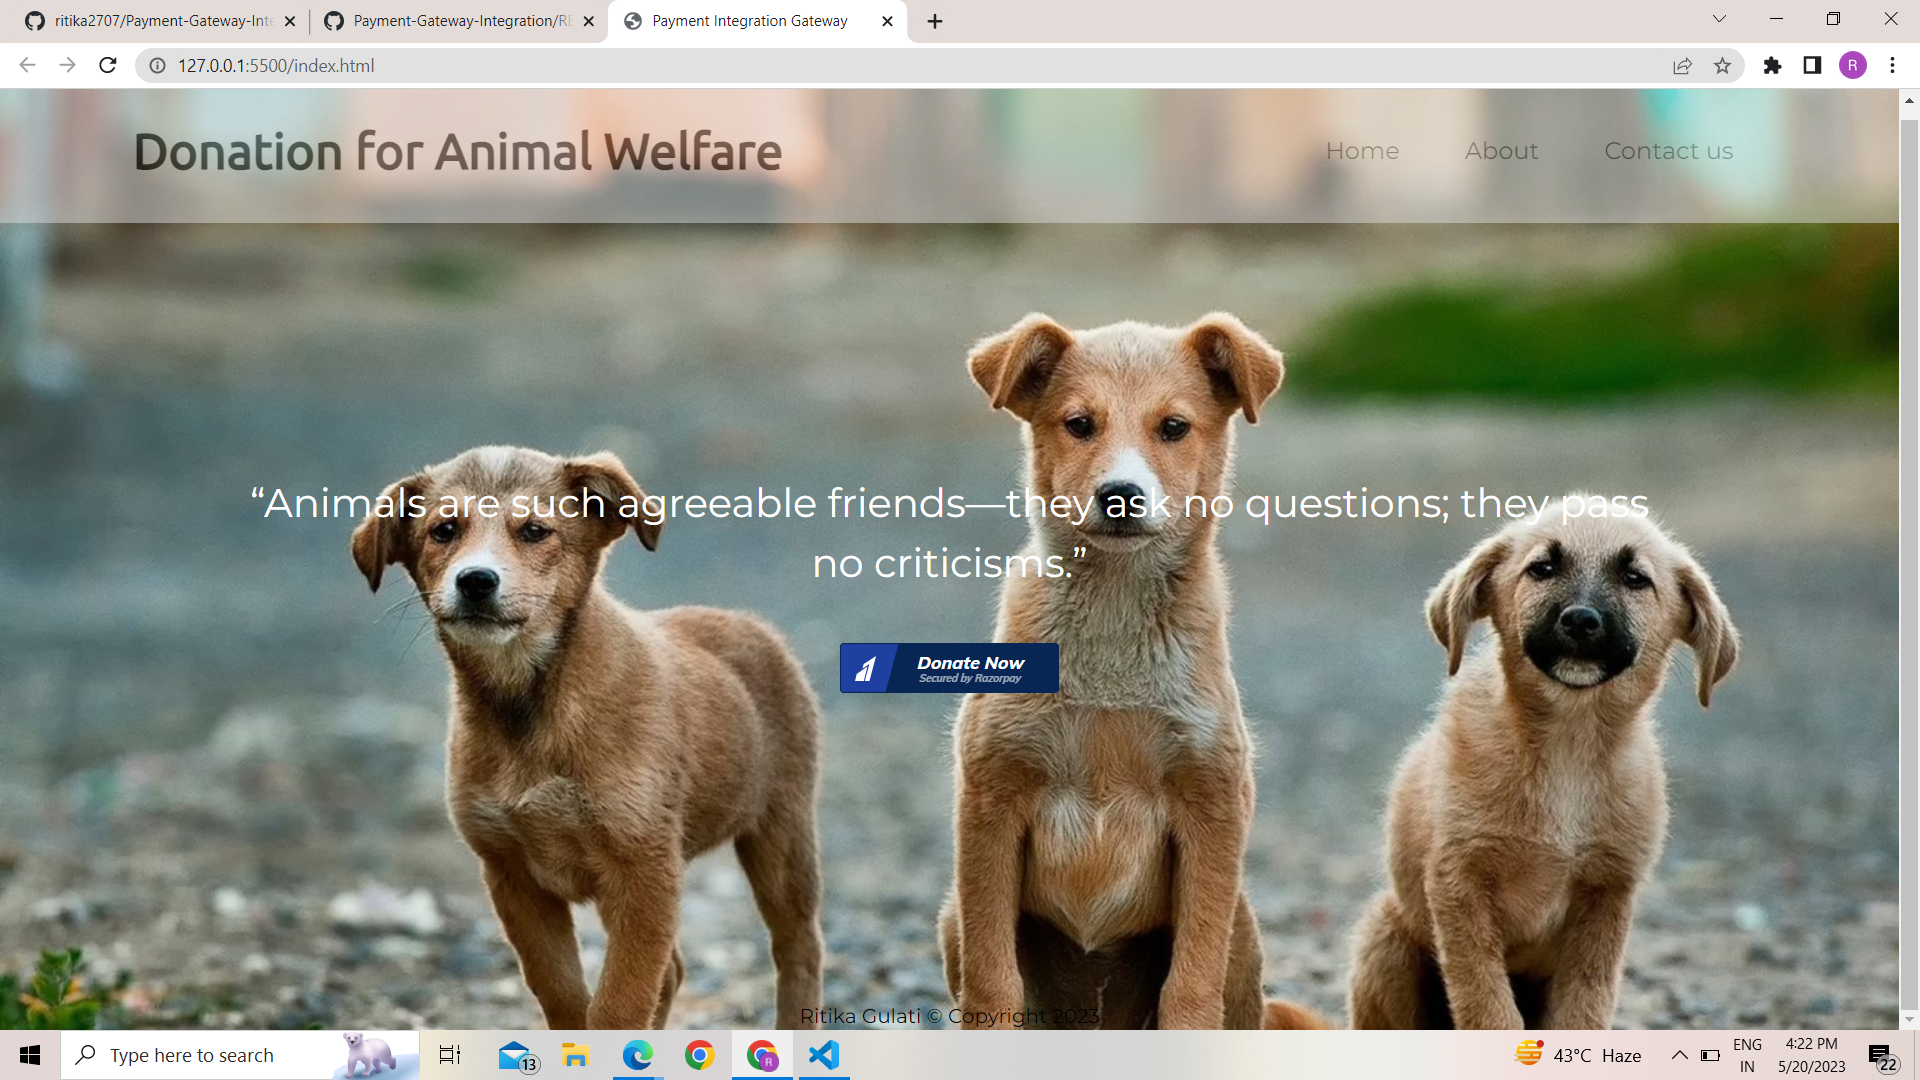 ritika2707/Payment-Gateway-Inte
Payment-Gateway-Integration/RE
Payment Integration Gateway
127.0.0.1:5500/index.html
R
Donation for Animal Welfare
Home
About
Contact us
“Animals are such agreeable friends—they ask no questions; they pass
no criticisms.”
Donate Now
Secured by Razorpay
Ritika Gulati © Copyright 2023
Type here to search
13
R
43°C Haze
ENG
IN
4:22 PM
5/20/2023
22